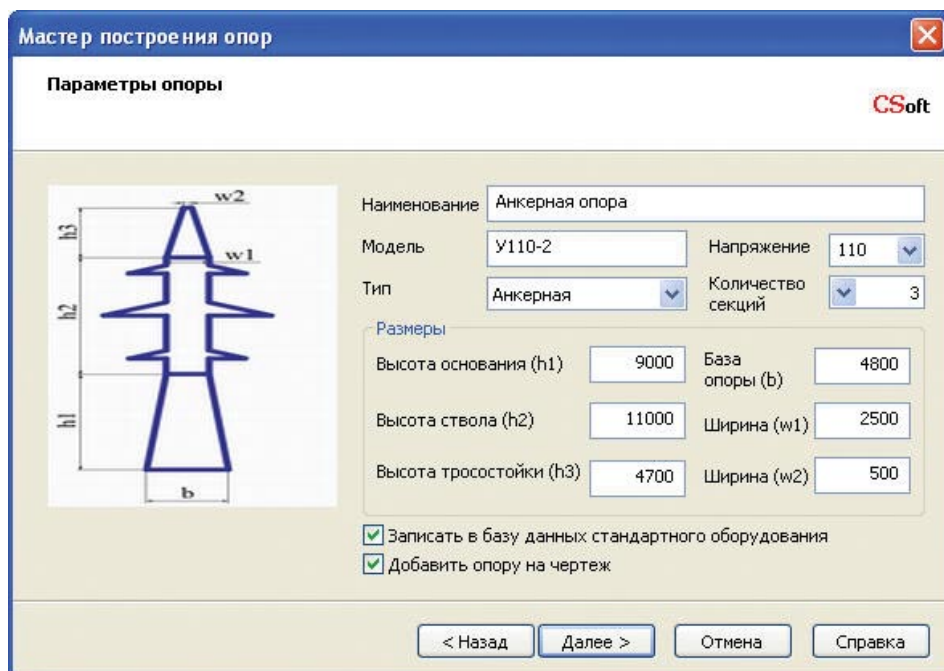 Мастер построения опор
Параметры опоры
CSoft
w2
h3
w1
h2
h1
b
Наименование Анкерная опора
Модель У110-2 Напряжение 110
Тип Анкерная Количество секций 3
Размеры
Высота основания (h1) 9000 База опоры (b) 4800
Высота ствола (h2) 11000 Ширина (w1) 2500
Высота тросостойки (h3) 4700 Ширина (w2) 500
Записать в базу данных стандартного оборудования
Добавить опору на чертеж
< Назад Далее > Отмена Справка